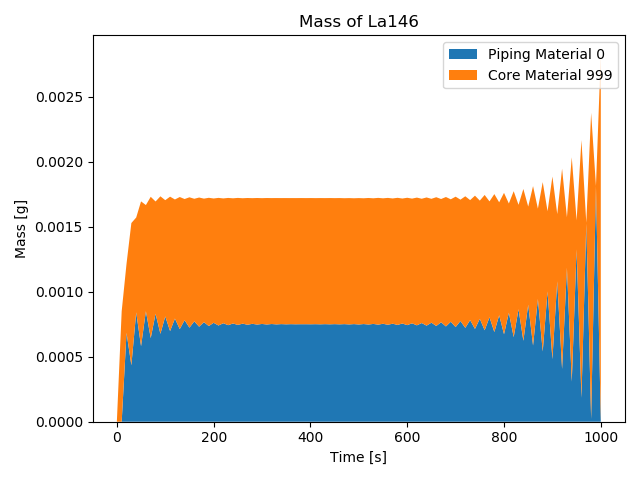 Mass of La146
Piping Material 0
Core Material 999
Mass [g]
0.0025
0.0020
0.0015
0.0010
0.0005
0.0000
0
200
400
600
800
1000
Time [s]